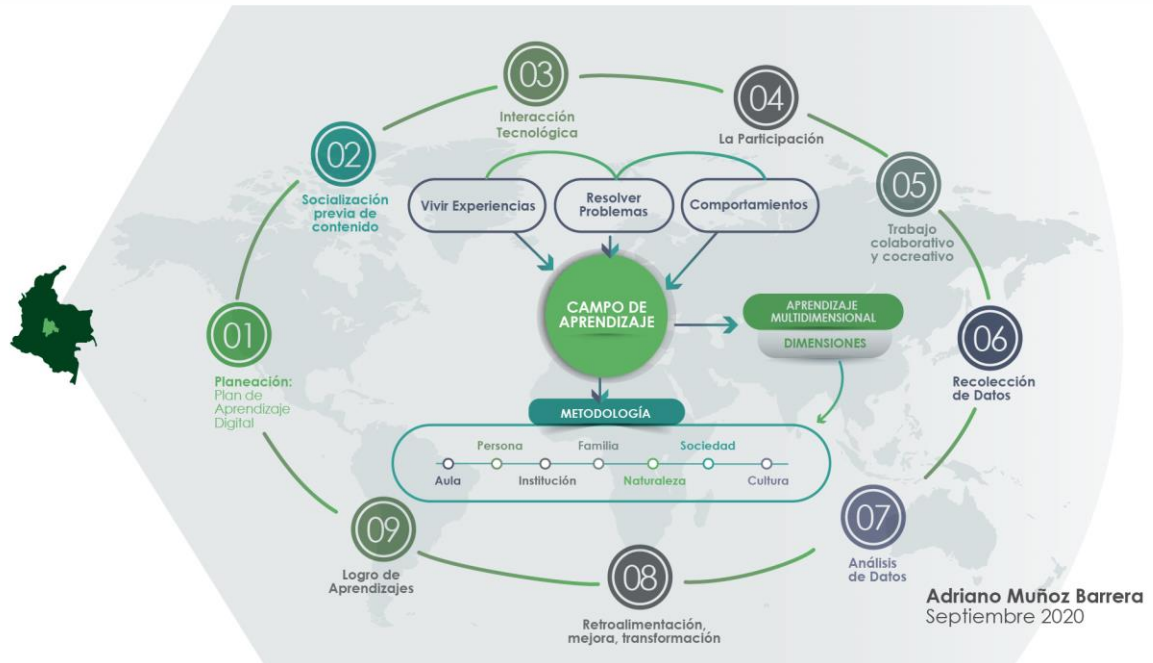 03
Interacción
Tecnológica
04
La Participación
02
Socialización
previa de
contenido
05
Trabajo
colaborativo
y cocreativo
Vivir Experiencias
Resolver
Problemas
Comportamientos
CAMPO DE
APRENDIZAJE
APRENDIZAJE
MULTIDIMENSIONAL
DIMENSIONES
01
Planeación:
Plan de
Aprendizaje
Digital
06
Recolección
de Datos
METODOLOGÍA
Persona
Familia
Sociedad
Aula
Institución
Naturaleza
Cultura
09
Logro de
Aprendizajes
08
Retroalimentación,
mejora, transformación
07
Análisis
de Datos
Adriano Muñoz Barrera
Septiembre 2020